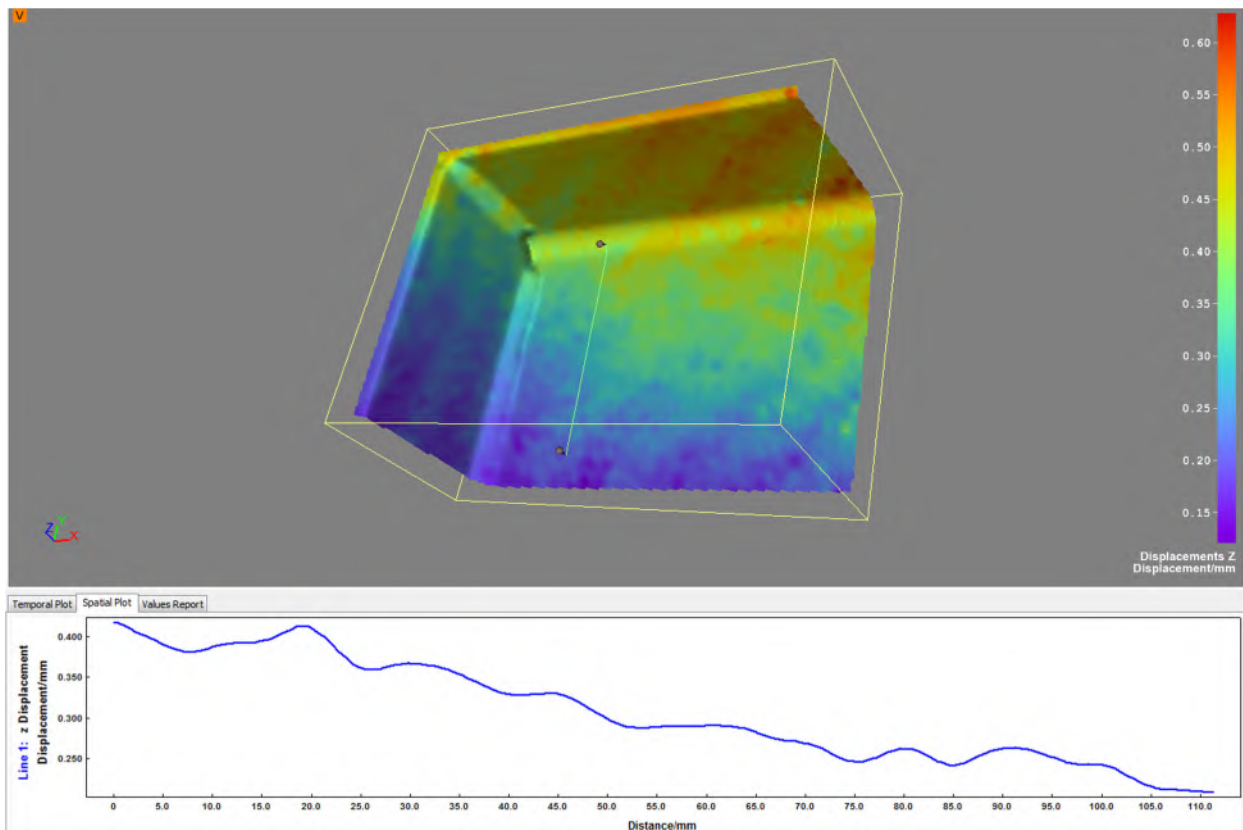 V
0.60
0.55
0.50
0.45
0.40
0.35
0.30
0.25
0.20
0.15
Displacements Z
Displacement/mm
Y
Z
X
Temporal Plot Spatial Plot Values Report
Line 1: z Displacement
Displacement/mm
0.400
0.350
0.300
0.250
0 5.0 10.0 15.0 20.0 25.0 30.0 35.0 40.0 45.0 50.0 55.0 60.0 65.0 70.0 75.0 80.0 85.0 90.0 95.0 100.0 105.0 110.0
Distance/mm